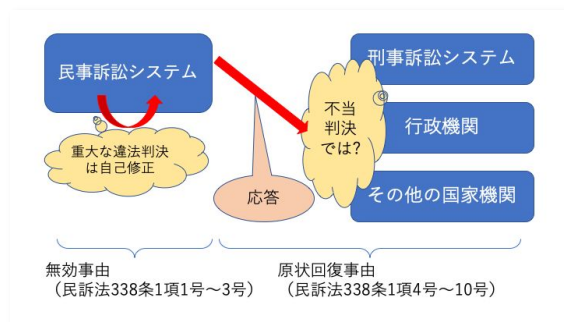 民事訴訟システム
重大な違法判決
は自己修正
応答
不当
判決
では?
刑事訴訟システム
行政機関
その他の国家機関
無効事由
（民訴法338条1項1号～3号）
原状回復事由
（民訴法338条1項4号～10号）